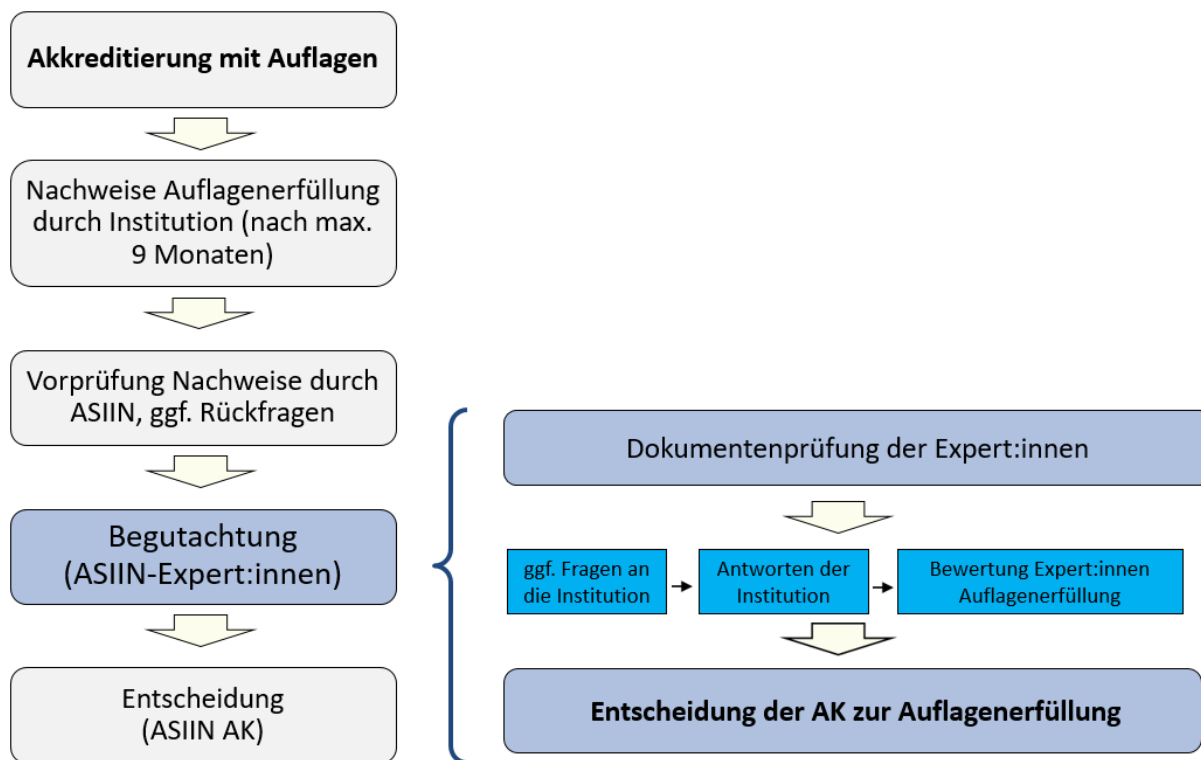 Akkreditierung mit Auflagen
Nachweise Auflagenerfüllung
durch Institution (nach max.
9 Monaten)
Vorprüfung Nachweise durch
ASIIN, ggf. Rückfragen
Begutachtung
(ASIIN-Expert:innen)
Entscheidung
(ASIIN AK)
Dokumentenprüfung der Expert:innen
ggf. Fragen an
die Institution
Antworten der
Institution
Bewertung Expert:innen
Auflagenerfüllung
Entscheidung der AK zur Auflagenerfüllung